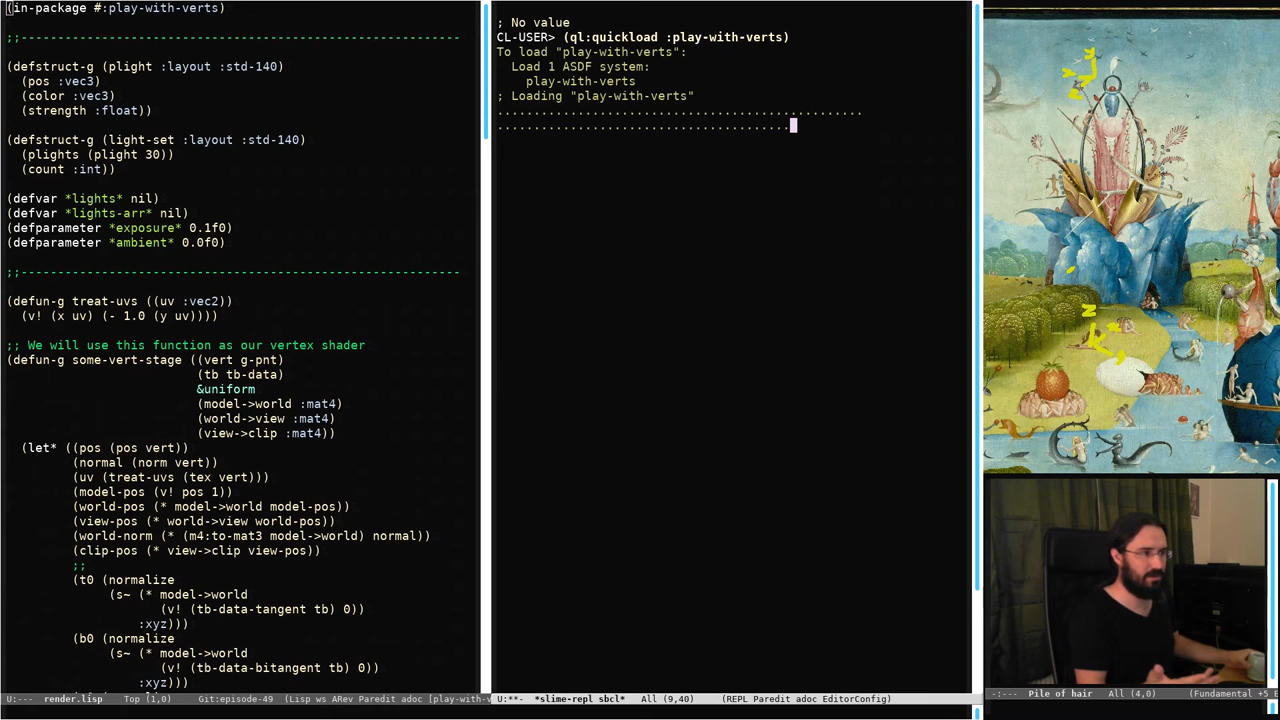 (in-package #:play-with-verts)
;;------------------------------------------------------------
(defstruct-g (plight :layout :std-140)
(pos :vec3)
(color :vec3)
(strength :float))
(defstruct-g (light-set :layout :std-140)
(plights (plight 30))
(count :int))
(defvar *lights* nil)
(defvar *lights-arr* nil)
(defparameter *exposure* 0.1f0)
(defparameter *ambient* 0.0f0)
;;------------------------------------------------------------
(defun-g treat-uvs ((uv :vec2))
(v! (x uv) (- 1.0 (y uv))))
;; We will use this function as our vertex shader
(defun-g some-vert-stage ((vert g-pnt)
(tb tb-data)
&uniform
(model->world :mat4)
(world->view :mat4)
(view->clip :mat4))
(let* ((pos (pos vert))
(normal (norm vert))
(uv (treat-uvs (tex vert)))
(model-pos (v! pos 1))
(world-pos (* model->world model-pos))
(view-pos (* world->view world-pos))
(world-norm (* (m4:to-mat3 model->world) normal))
(clip-pos (* view->clip view-pos))
;;
(t0 (normalize
(s~ (* model->world
(v! (tb-data-tangent tb) 0))
:xyz)))
(b0 (normalize
(s~ (* model->world
(v! (tb-data-bitangent tb) 0))
:xyz)))
U:--- render.lisp Top (1,0) Git:episode-49 (Lisp ws ARev Paredit adoc [play-with-v
; No value
CL-USER> (ql:quickload :play-with-verts)
To load "play-with-verts":
Load 1 ASDF system:
play-with-verts
; Loading "play-with-verts"
..................................................
........................................
U:**- *slime-repl sbcl* All (9,40) (REPL Paredit adoc EditorConfig)
-:--- Pile of hair All (4,0) (Fundamental +5 E